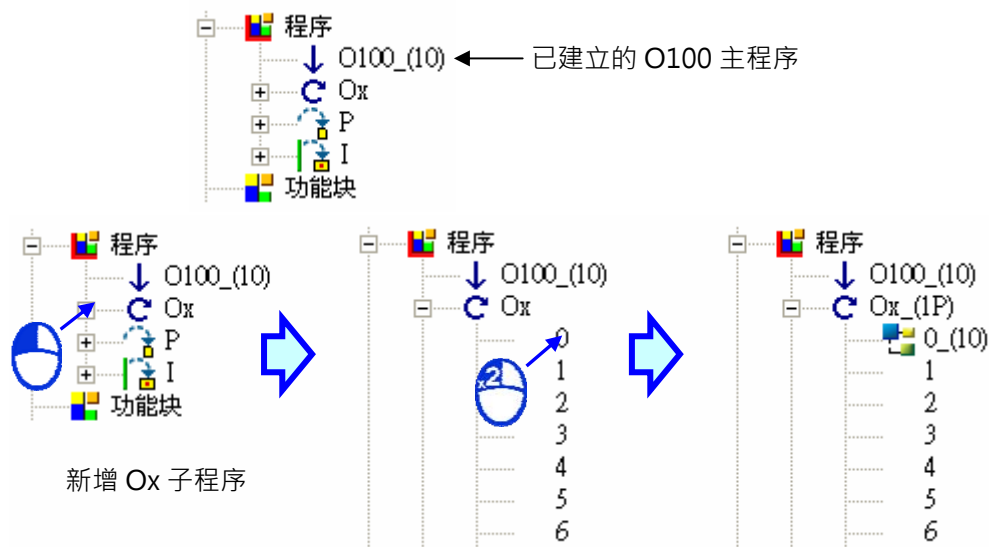 程序
O100_(10)
已建立的 O100 主程序
Ox
P
I
功能块
程序
O100_(10)
Ox
P
I
功能块
新增 Ox 子程序
程序
O100_(10)
Ox
0
1
2
2
3
4
5
6
程序
O100_(10)
Ox_(1P)
0_(10)
1
2
3
4
5
6